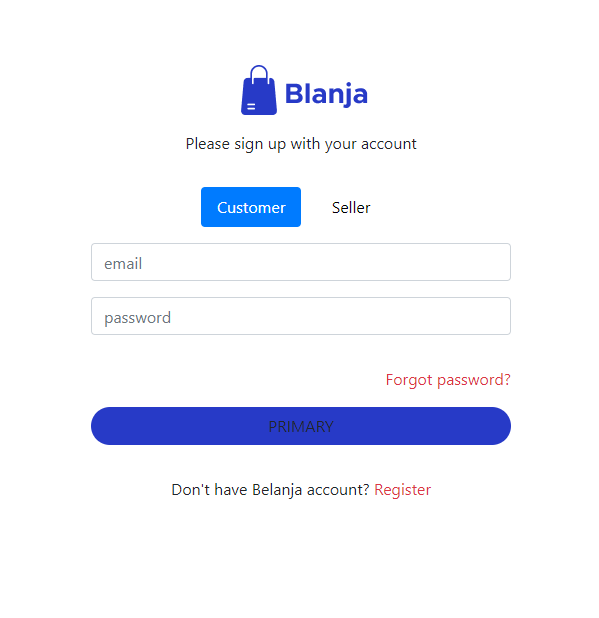 Blanja
Please sign up with your account
Customer Seller
email
password
Forgot password?
PRIMARY
Don't have Belanja account? Register